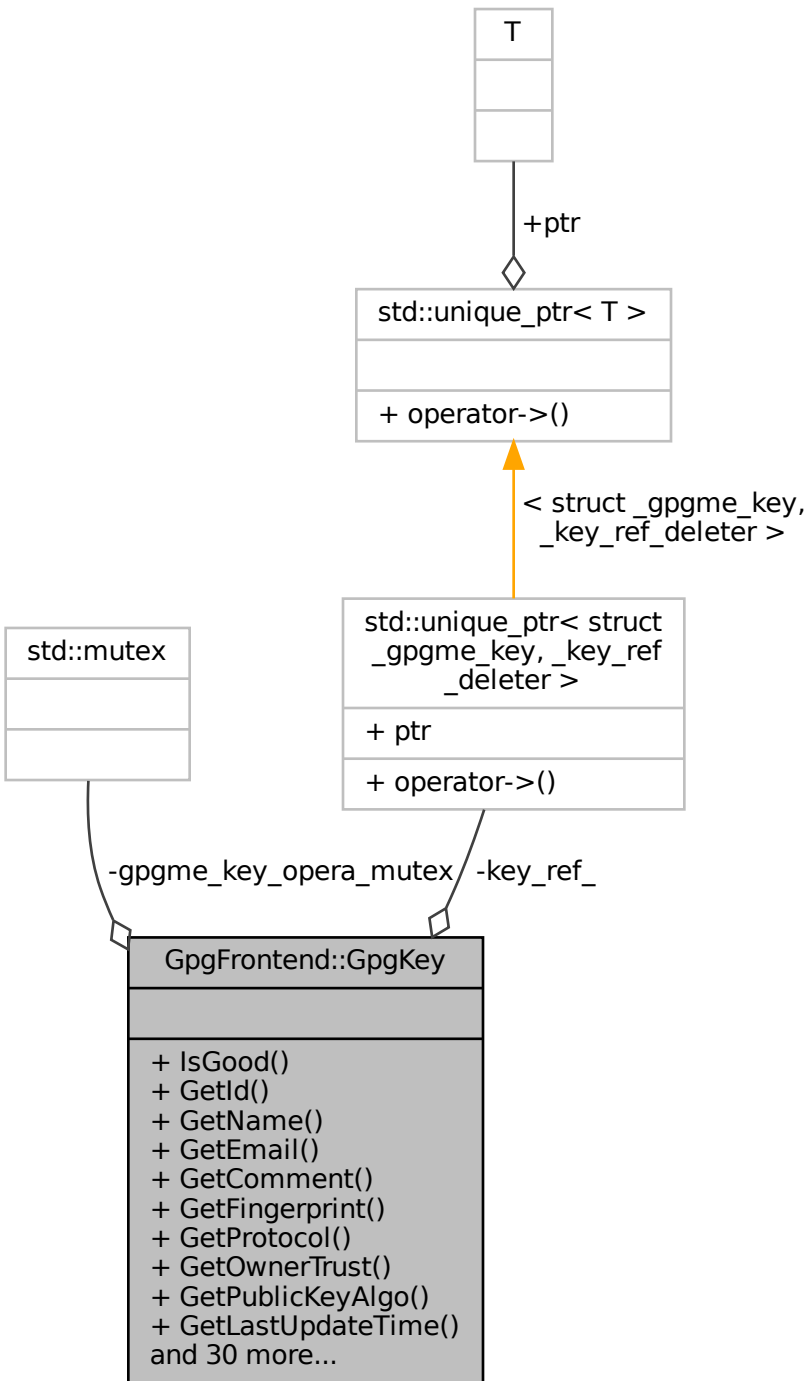 T
+ptr
std::unique_ptr< T >
+ operator->()
< struct _gpgme_key,
_key_ref_deleter >
std::unique_ptr< struct
_gpgme_key, _key_ref
_deleter >
+ ptr
+ operator->()
std::mutex
-gpgme_key_opera_mutex
-key_ref_
GpgFrontend::GpgKey
+ IsGood()
+ GetId()
+ GetName()
+ GetEmail()
+ GetComment()
+ GetFingerprint()
+ GetProtocol()
+ GetOwnerTrust()
+ GetPublicKeyAlgo()
+ GetLastUpdateTime()
and 30 more...